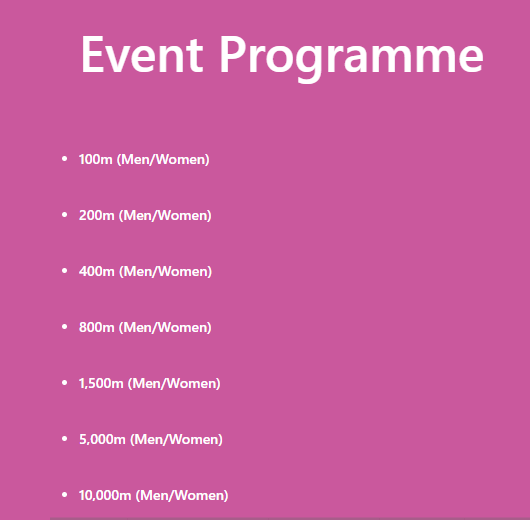 Event Programme
• 100m (Men/Women)
• 200m (Men/Women)
• 400m (Men/Women)
• 800m (Men/Women)
• 1,500m (Men/Women)
• 5,000m (Men/Women)
• 10,000m (Men/Women)